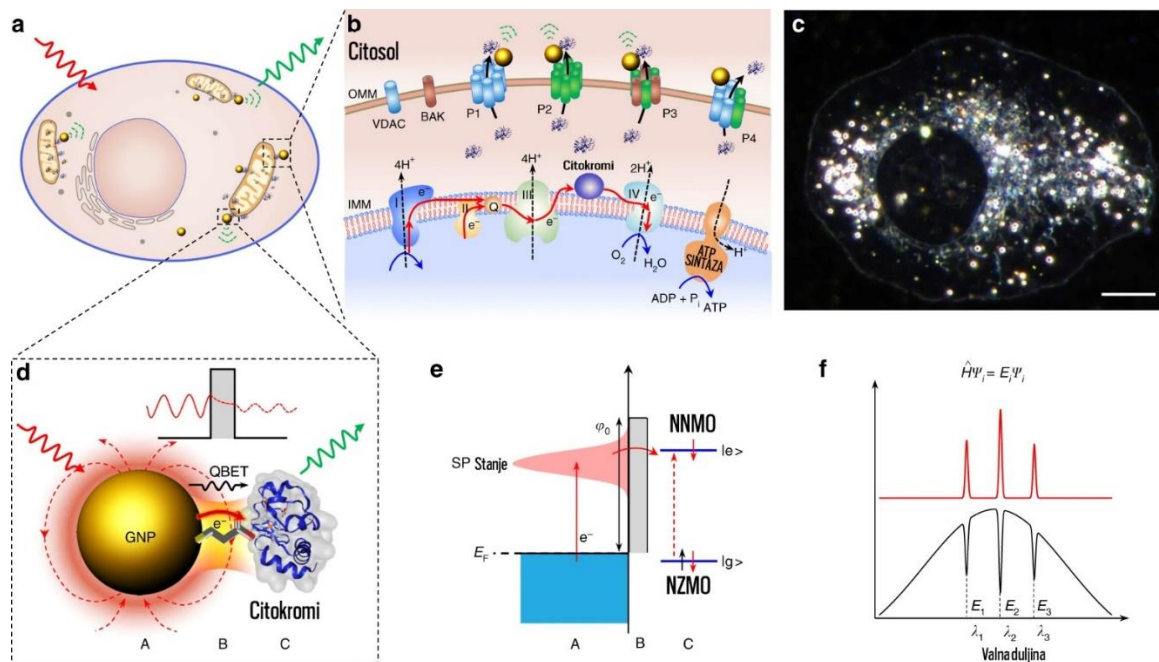 a
b
Citosol
OMM
VDAC
BAK
P1
P2
P3
P4
4H⁺
4H⁺
Citokromi
2H⁺
IMM
I
e⁻
II
e⁻
Q
III
e⁻
IV
e⁻
O₂
H₂O
H⁺
ATP
SINTAZA
ADP + Pᵢ
ATP
c
d
QBET
GNP
e⁻
Citokromi
A B C
e
φ₀
NNMO
SP Stanje
|e>
e⁻
E_F
|g>
NZMO
A B C
f
ĤΨᵢ = EᵢΨᵢ
E₁ E₂ E₃
λ₁ λ₂ λ₃
Valna duljina